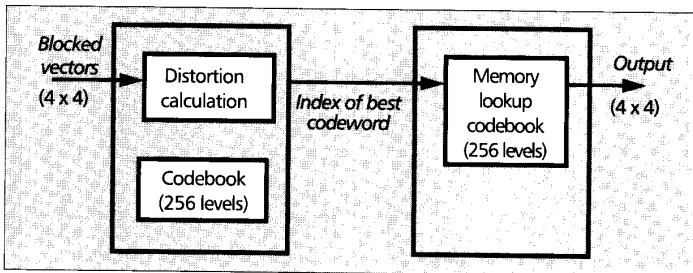 Blocked
vectors
(4 x 4)
Distortion
calculation
Codebook
(256 levels)
Index of best
codeword
Memory
lookup
codebook
(256 levels)
Output
(4 x 4)